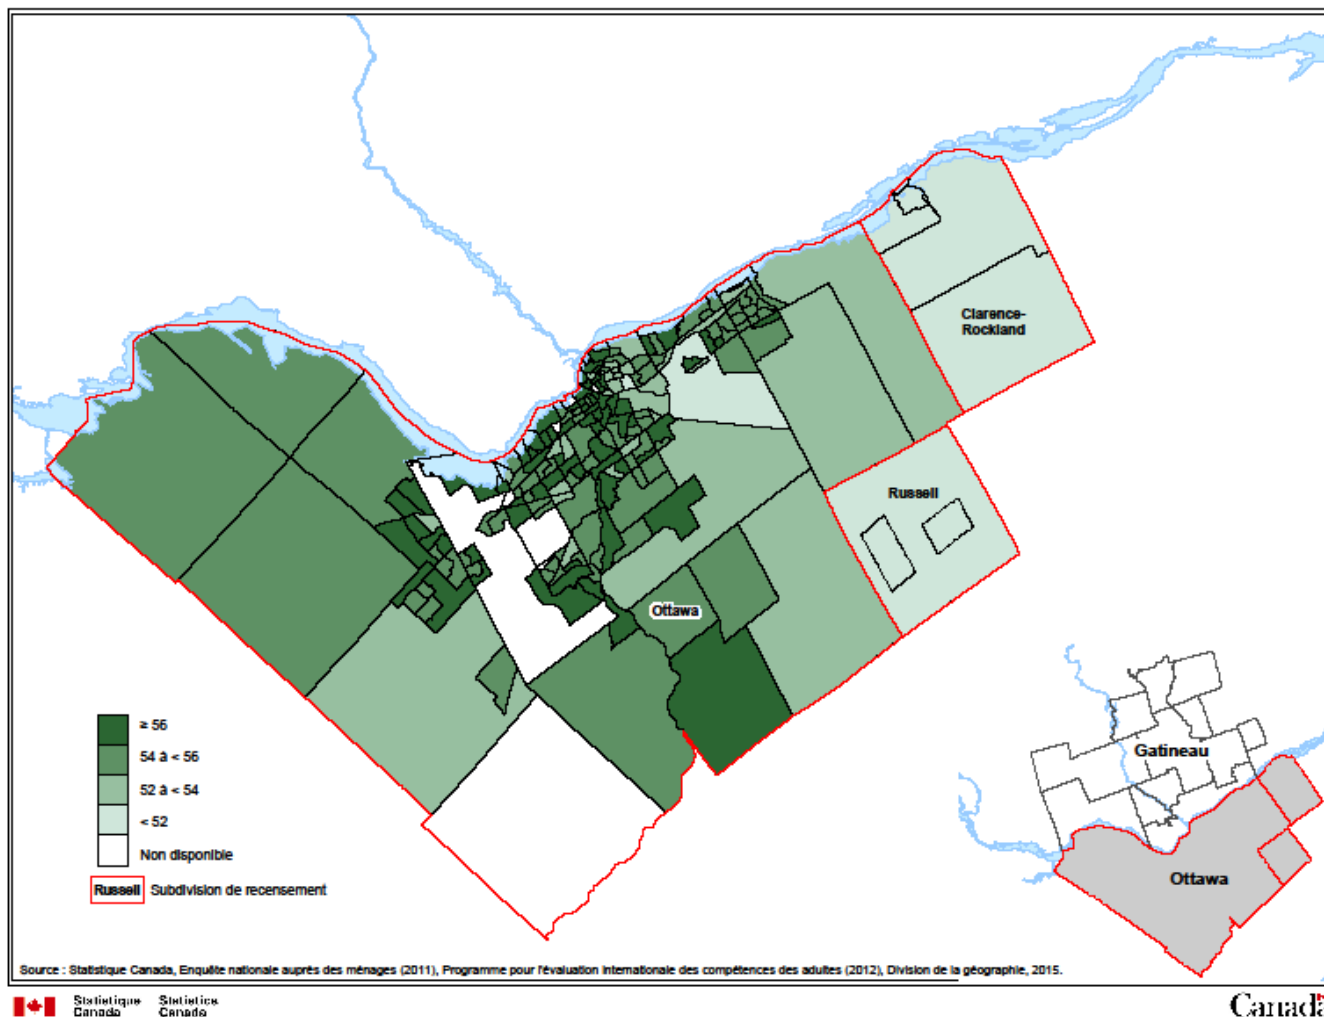 Clarence-
Rockland
Russell
Ottawa
≥ 56
54 à < 56
52 à < 54
< 52
Non disponible
Russell Subdivision de recensement
Gatineau
Ottawa
Source : Statistique Canada, Enquête nationale auprès des ménages (2011), Programme pour l'évaluation internationale des compétences des adultes (2012), Division de la géographie, 2015.
Statistique Statistics
Canada Canada
Canada